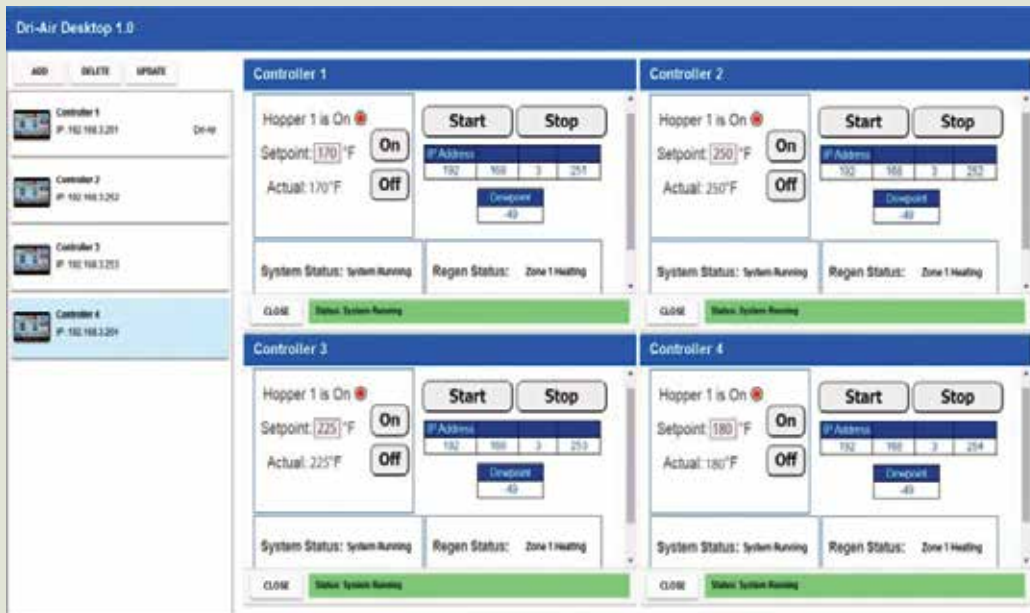 Dri-Air Desktop 1.0
ADD DELETE UPDATE
Controller 1
IP: 192.168.3.251
Dri-Air
Controller 2
IP: 192.168.3.252
Controller 3
IP: 192.168.3.253
Controller 4
IP: 192.168.3.254
Controller 1
Hopper 1 is On
Setpoint: 170 °F
Actual: 170°F
On
Off
Start Stop
IP Address
192 168 3 251
Dewpoint
-49
System Status: System Running
Regen Status: Zone 1 Heating
CLOSE Status: System Running
Controller 2
Hopper 1 is On
Setpoint: 250 °F
Actual: 250°F
On
Off
Start Stop
IP Address
192 168 3 252
Dewpoint
-49
System Status: System Running
Regen Status: Zone 1 Heating
CLOSE Status: System Running
Controller 3
Hopper 1 is On
Setpoint: 225 °F
Actual: 225°F
On
Off
Start Stop
IP Address
192 168 3 253
Dewpoint
-49
System Status: System Running
Regen Status: Zone 1 Heating
CLOSE Status: System Running
Controller 4
Hopper 1 is On
Setpoint: 180 °F
Actual: 180°F
On
Off
Start Stop
IP Address
192 168 3 254
Dewpoint
-49
System Status: System Running
Regen Status: Zone 1 Heating
CLOSE Status: System Running